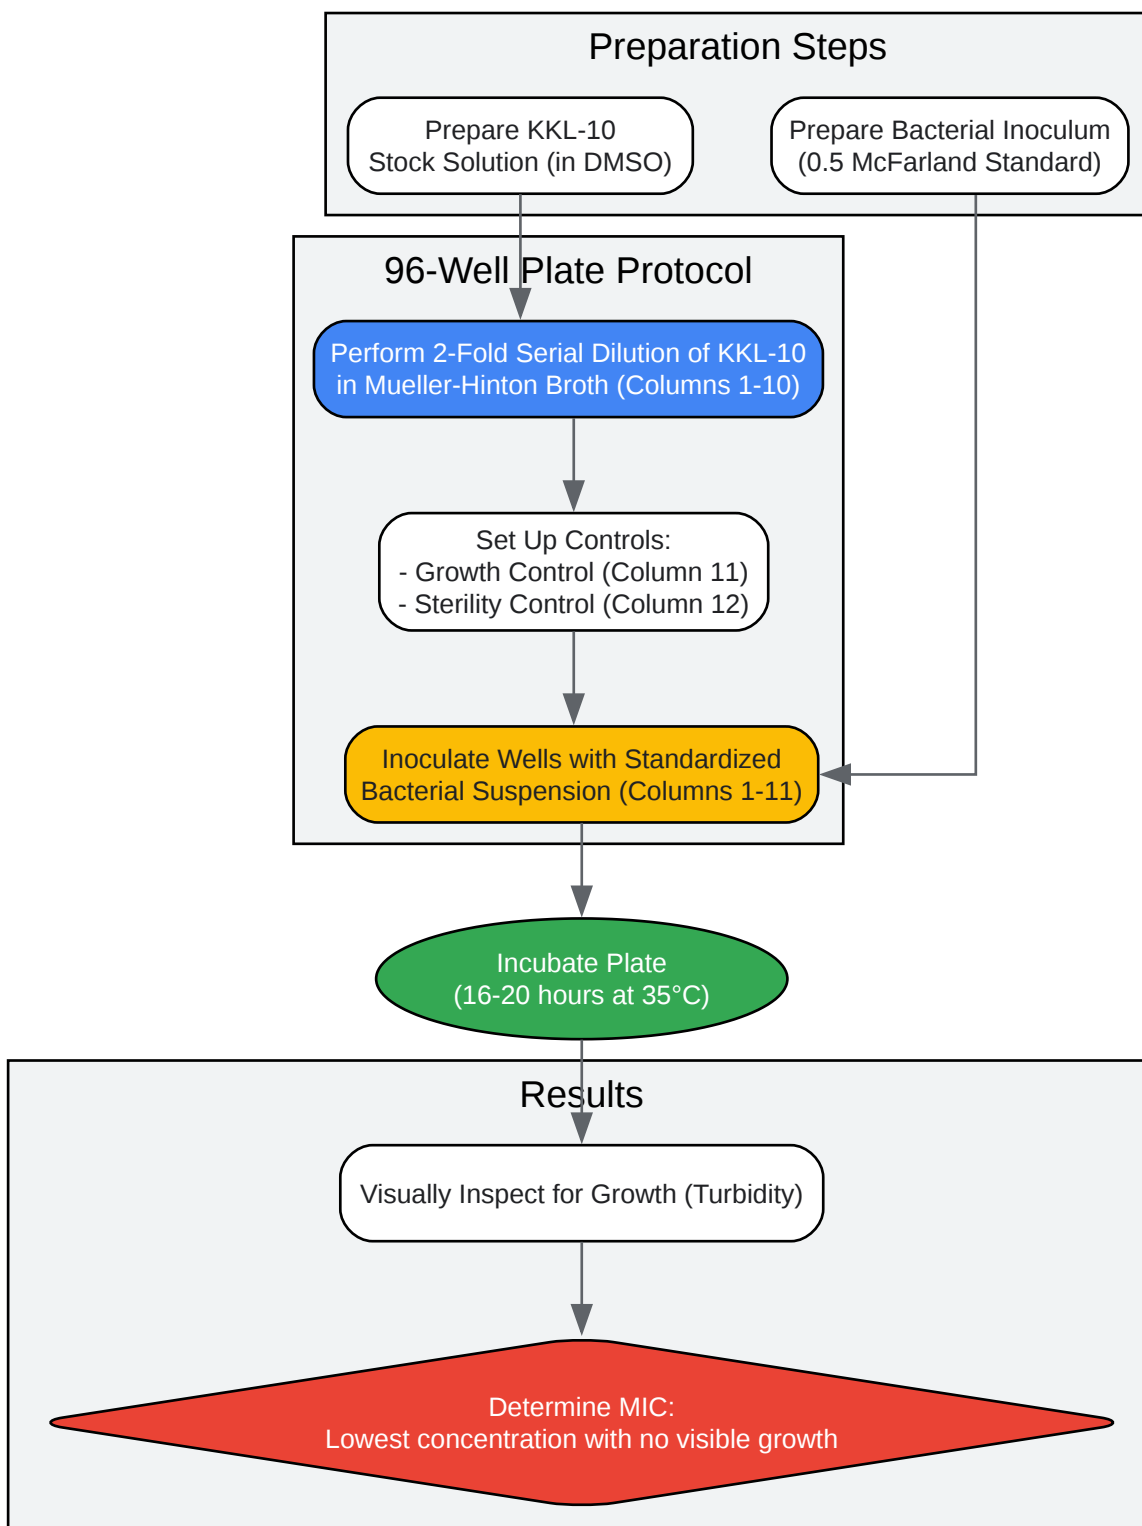 Preparation Steps
Prepare KKL-10
Stock Solution (in DMSO)
Prepare Bacterial Inoculum
(0.5 McFarland Standard)
96-Well Plate Protocol
Perform 2-Fold Serial Dilution of KKL-10
in Mueller-Hinton Broth (Columns 1-10)
Set Up Controls:
- Growth Control (Column 11)
- Sterility Control (Column 12)
Inoculate Wells with Standardized
Bacterial Suspension (Columns 1-11)
Incubate Plate
(16-20 hours at 35°C)
Results
Visually Inspect for Growth (Turbidity)
Determine MIC:
Lowest concentration with no visible growth